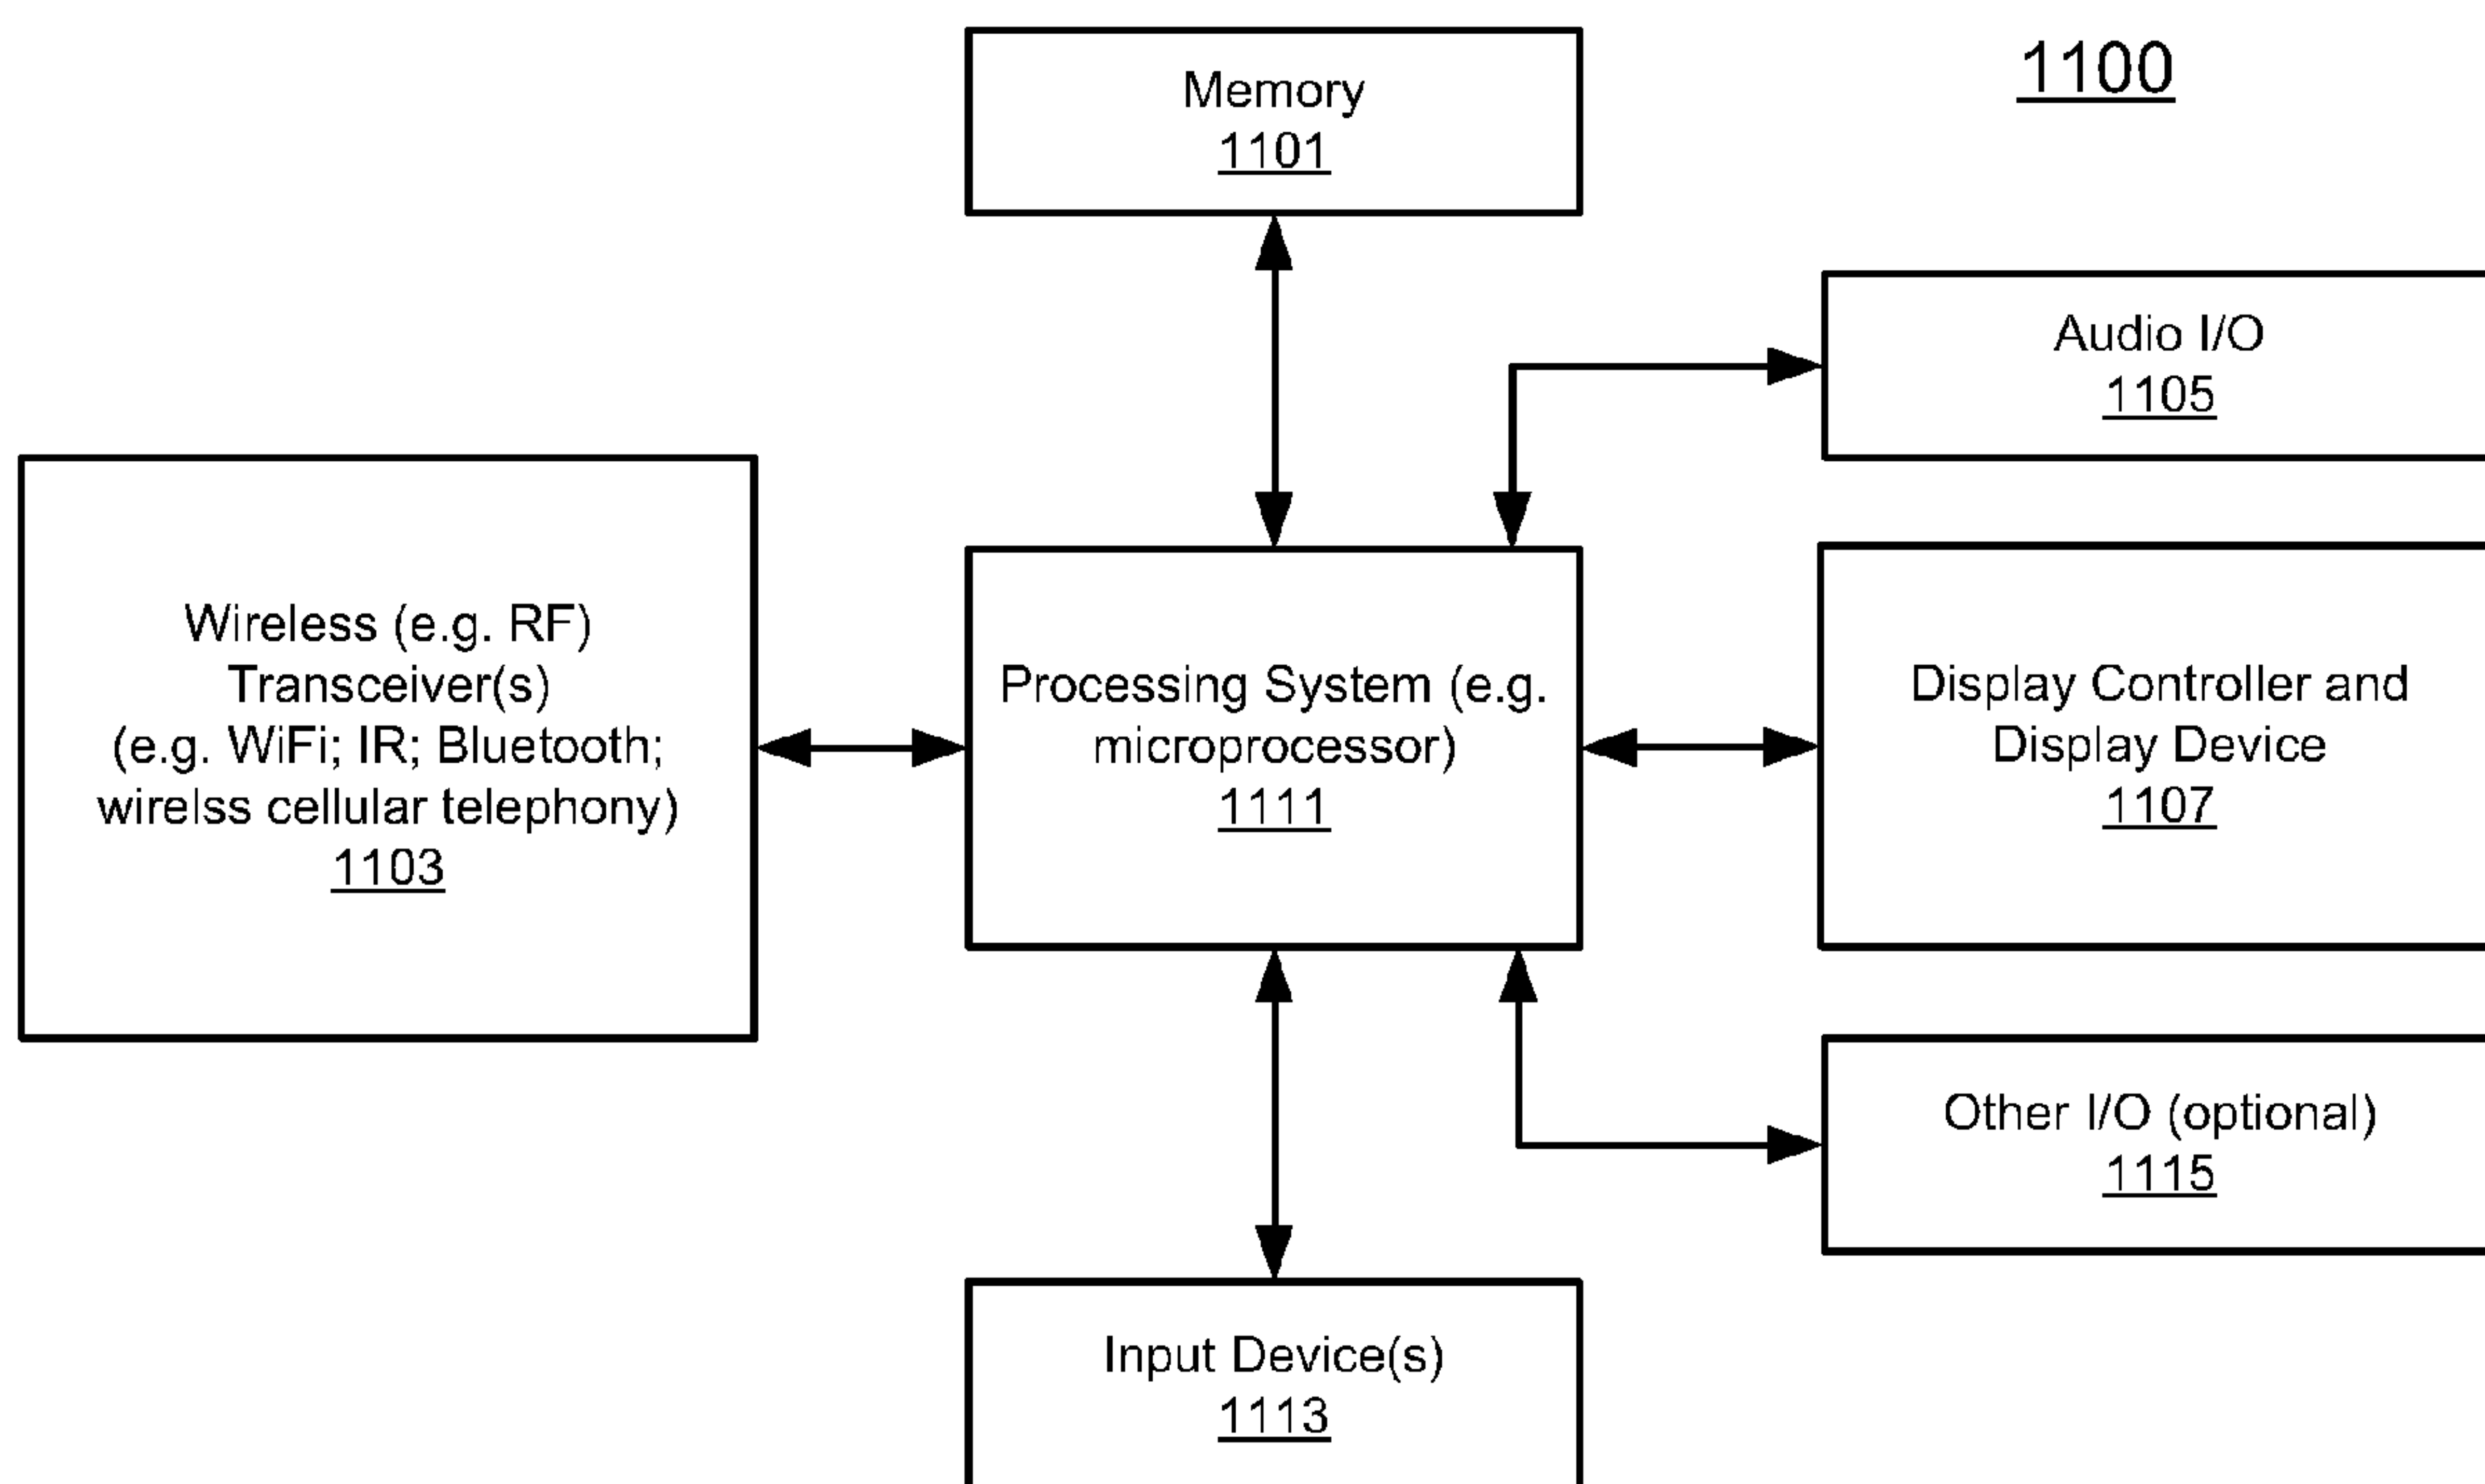 1100
Memory
1101
Audio I/O
1105
Wireless (e.g. RF)
Transceiver(s)
(e.g. WiFi; IR; Bluetooth;
wirelss cellular telephony)
1103
Processing System (e.g.
microprocessor)
1111
Display Controller and
Display Device
1107
Other I/O (optional)
1115
Input Device(s)
1113